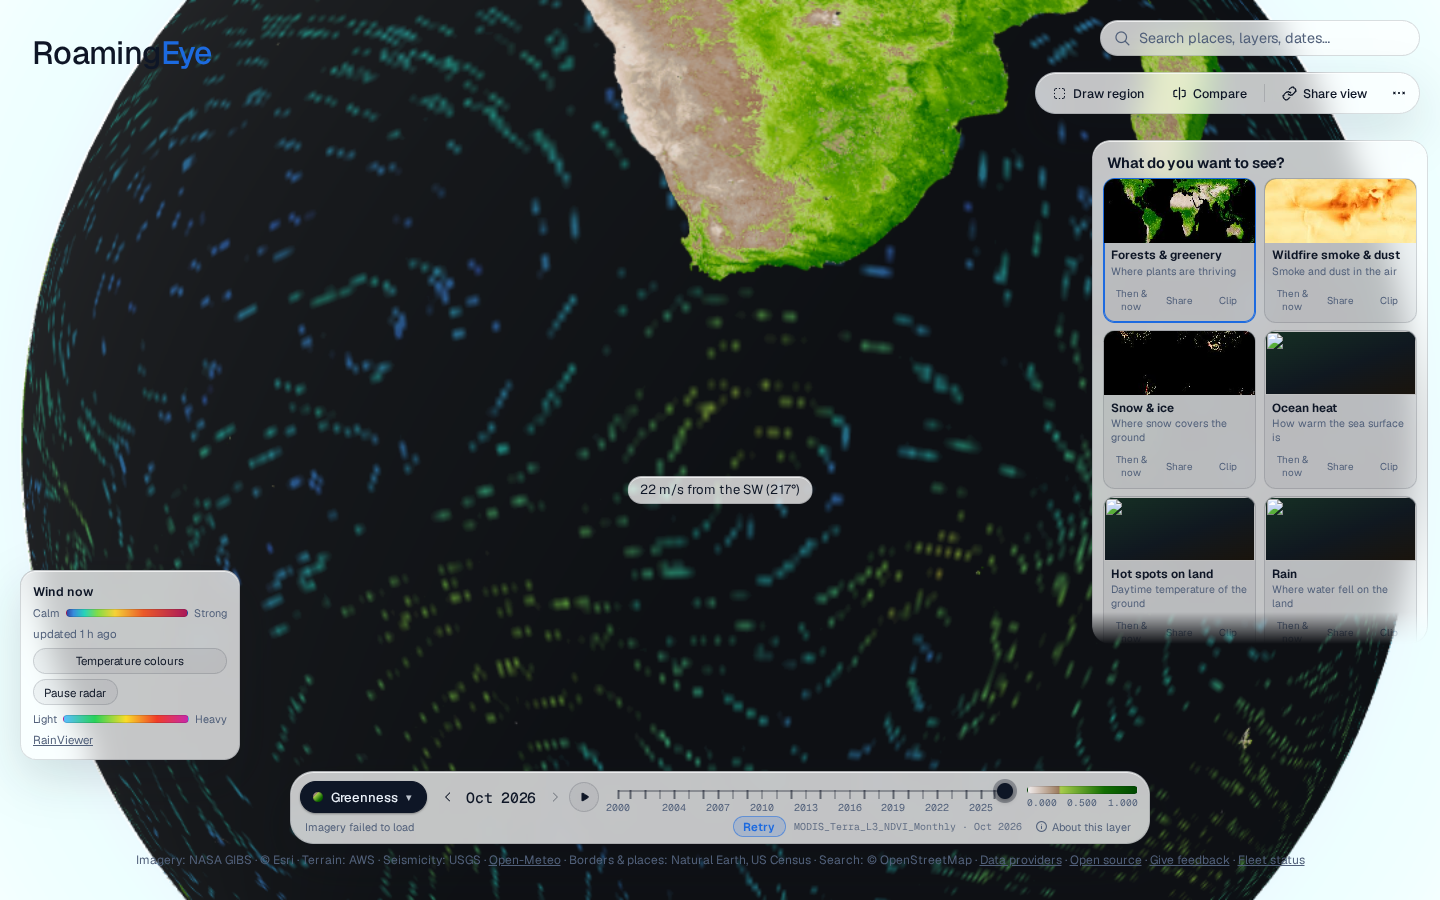 RoamingEye
Search places, layers, dates...
Draw region
Compare
Share view
What do you want to see?
Forests & greenery
Where plants are thriving
Then & now
Share
Clip
Wildfire smoke & dust
Smoke and dust in the air
Then & now
Share
Clip
Snow & ice
Where snow covers the ground
Then & now
Share
Clip
Ocean heat
How warm the sea surface is
Then & now
Share
Clip
Hot spots on land
Daytime temperature of the ground
Then &
Share
Clip
Rain
Where water fell on the land
Then &
Share
Clip
22 m/s from the SW (217°)
Wind now
Calm
Strong
updated 1 h ago
Temperature colours
Pause radar
Light
Heavy
RainViewer
Greenness
Oct 2026
2000 2004 2007 2010 2013 2016 2019 2022 2025
0.000 0.500 1.000
Imagery failed to load
Retry
MODIS_Terra_L3_NDVI_Monthly · Oct 2026
About this layer
Imagery: NASA GIBS · © Esri · Terrain: AWS · Seismicity: USGS · Open-Meteo · Borders & places: Natural Earth, US Census · Search: © OpenStreetMap · Data providers · Open source · Give feedback · Fleet status